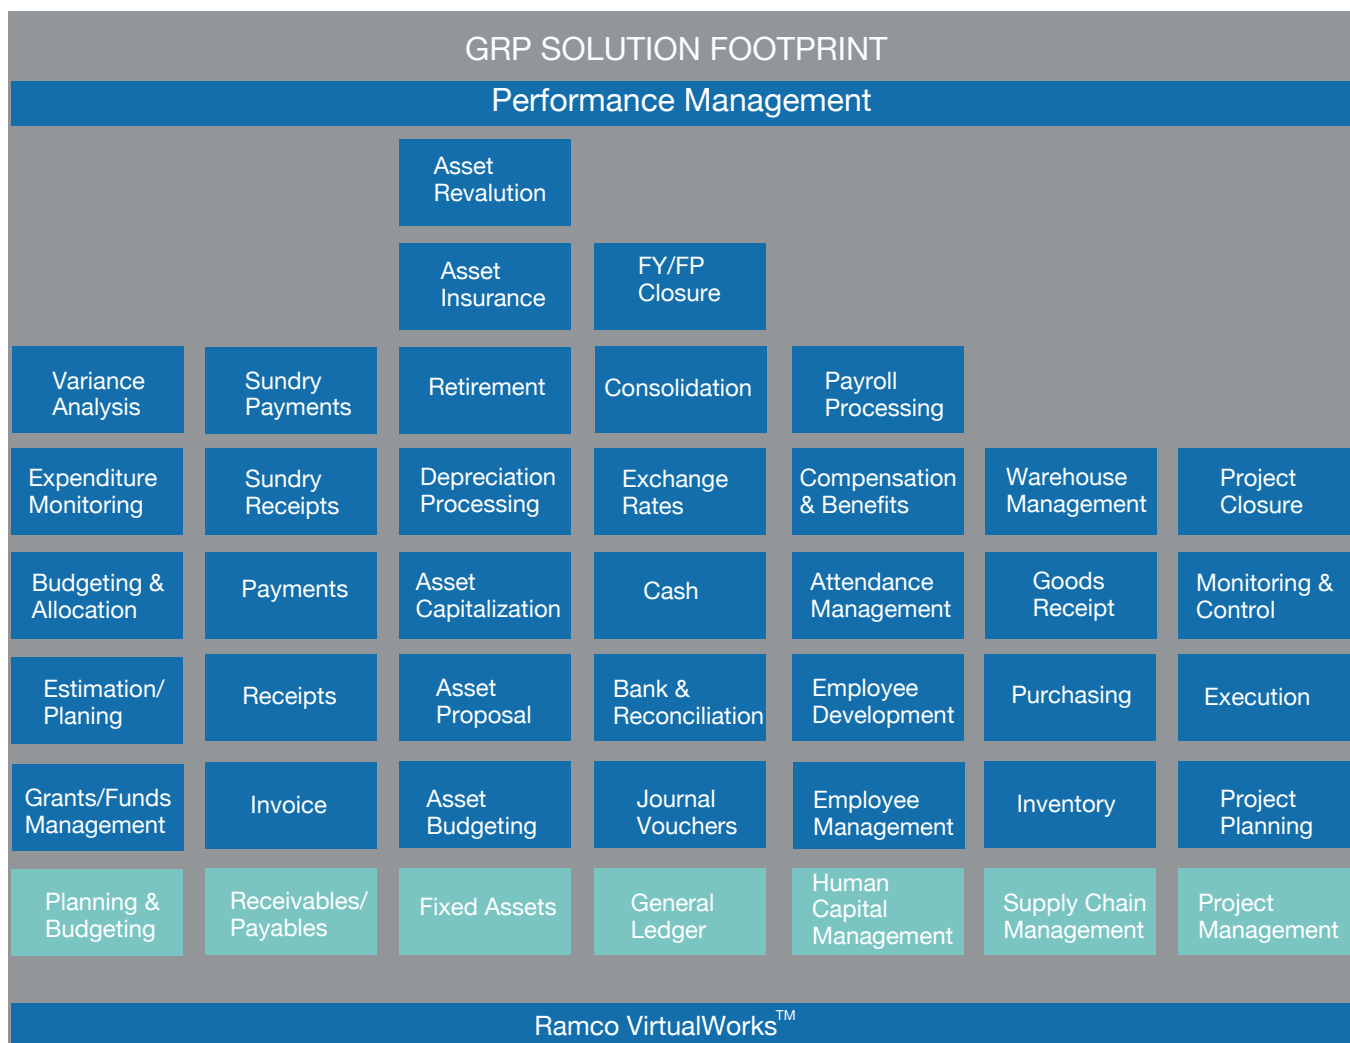 GRP SOLUTION FOOTPRINT
Performance Management
Asset
Revalution
Asset
Insurance
FY/FP
Closure
Variance
Analysis
Sundry
Payments
Retirement
Consolidation
Payroll
Processing
Expenditure
Monitoring
Sundry
Receipts
Depreciation
Processing
Exchange
Rates
Compensation
& Benefits
Warehouse
Management
Project
Closure
Budgeting &
Allocation
Payments
Asset
Capitalization
Cash
Attendance
Management
Goods
Receipt
Monitoring &
Control
Estimation/
Planing
Receipts
Asset
Proposal
Bank &
Reconciliation
Employee
Development
Purchasing
Execution
Grants/Funds
Management
Invoice
Asset
Budgeting
Journal
Vouchers
Employee
Management
Inventory
Project
Planning
Planning &
Budgeting
Receivables/
Payables
Fixed Assets
General
Ledger
Human
Capital
Management
Supply Chain
Management
Project
Management
Ramco VirtualWorks™